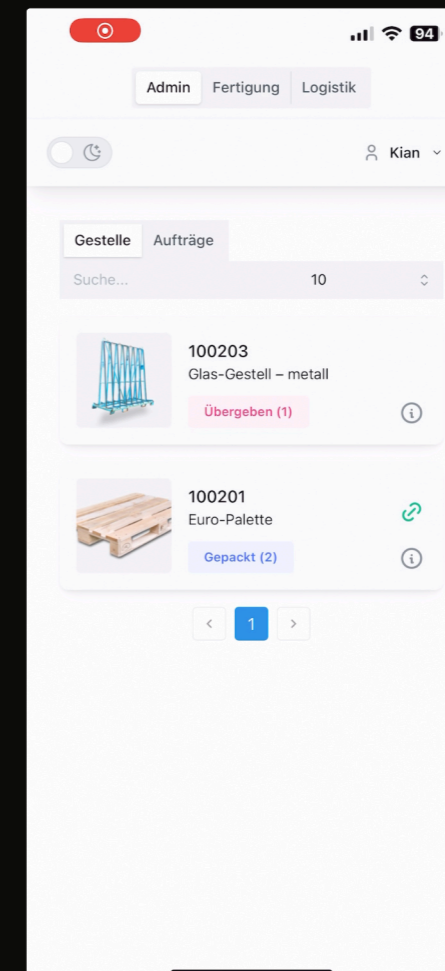 94
Admin Fertigung Logistik
Kian
Gestelle Aufträge
Suche... 10
100203
Glas-Gestell – metall
Übergeben (1)
100201
Euro-Palette
Gepackt (2)
1